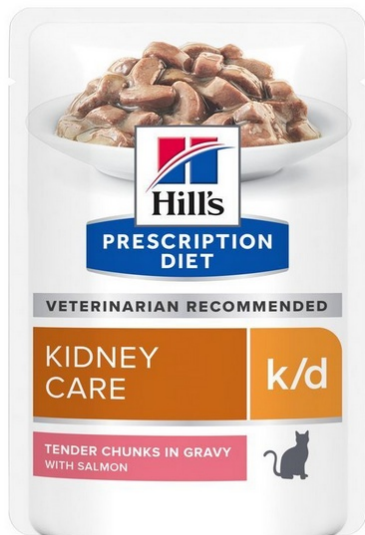 Hill's
PRESCRIPTION
DIET
VETERINARIAN RECOMMENDED
KIDNEY
CARE
k/d
TENDER CHUNKS IN GRAVY
WITH SALMON